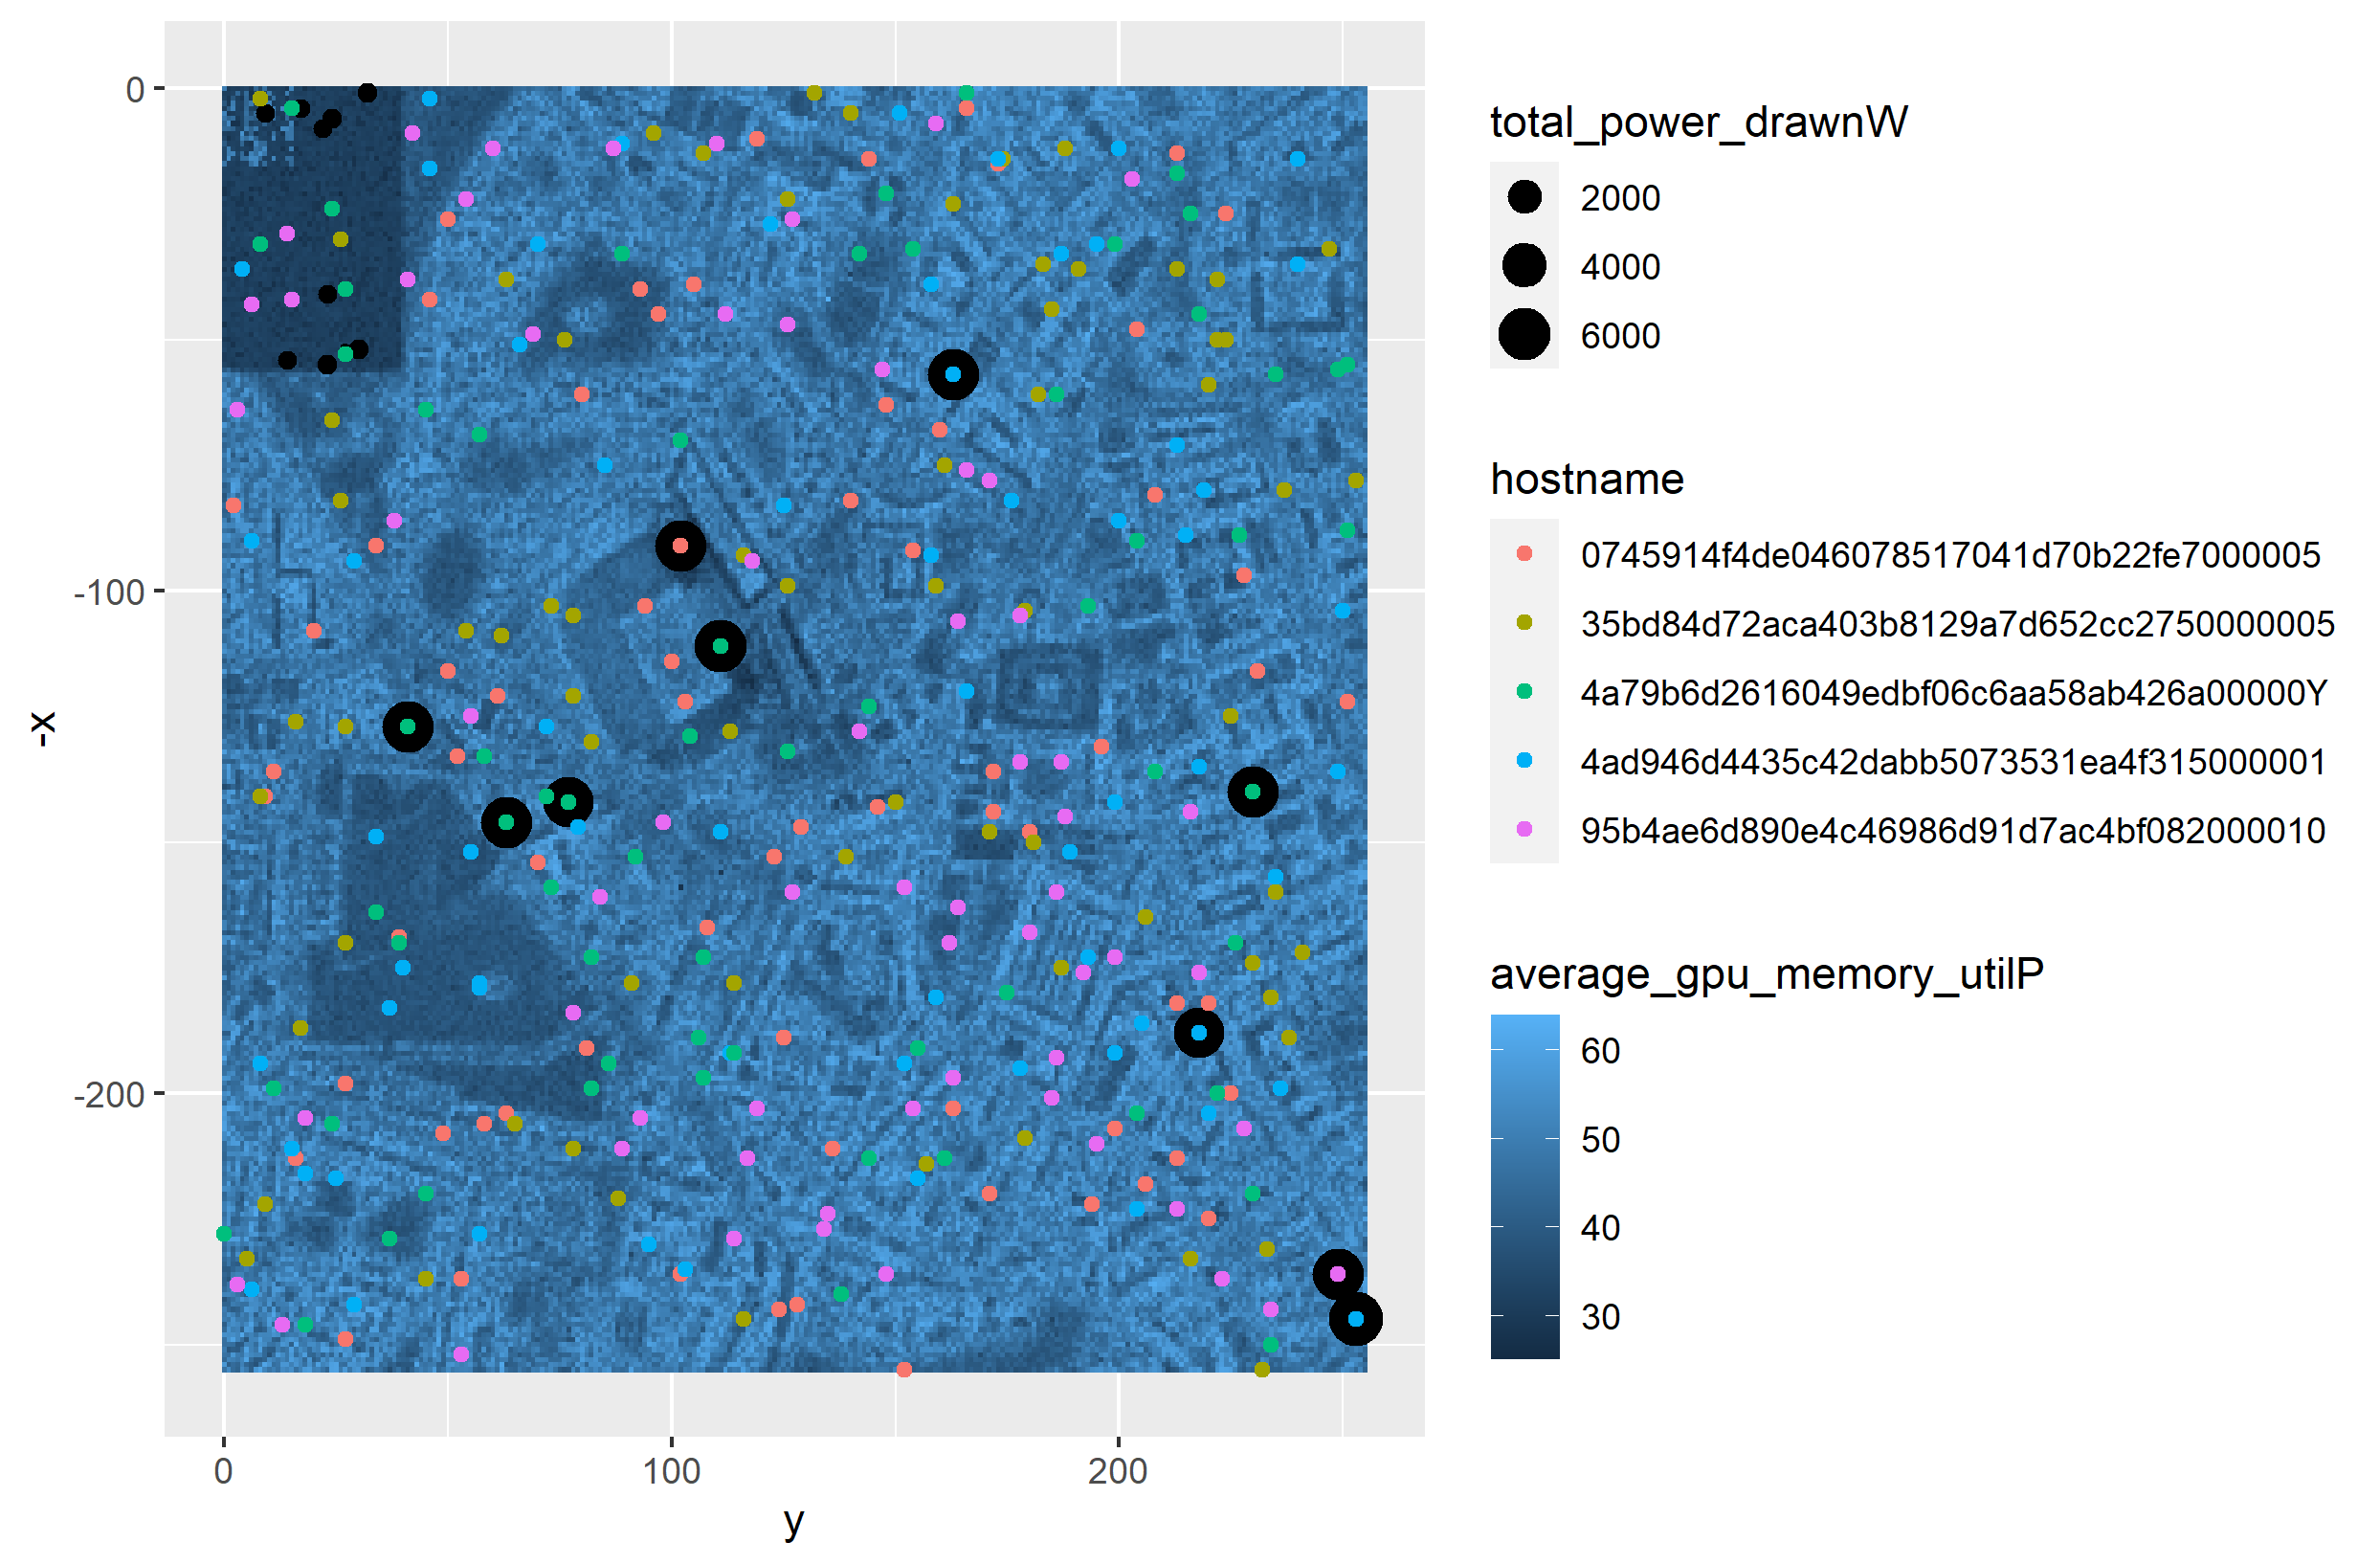 0
-100
-200
-x
0 100 200
y
total_power_drawnW
2000
4000
6000
hostname
0745914f4de046078517041d70b22fe7000005
35bd84d72aca403b8129a7d652cc2750000005
4a79b6d2616049edbf06c6aa58ab426a00000Y
4ad946d4435c42dabb5073531ea4f315000001
95b4ae6d890e4c46986d91d7ac4bf082000010
average_gpu_memory_utilP
60
50
40
30